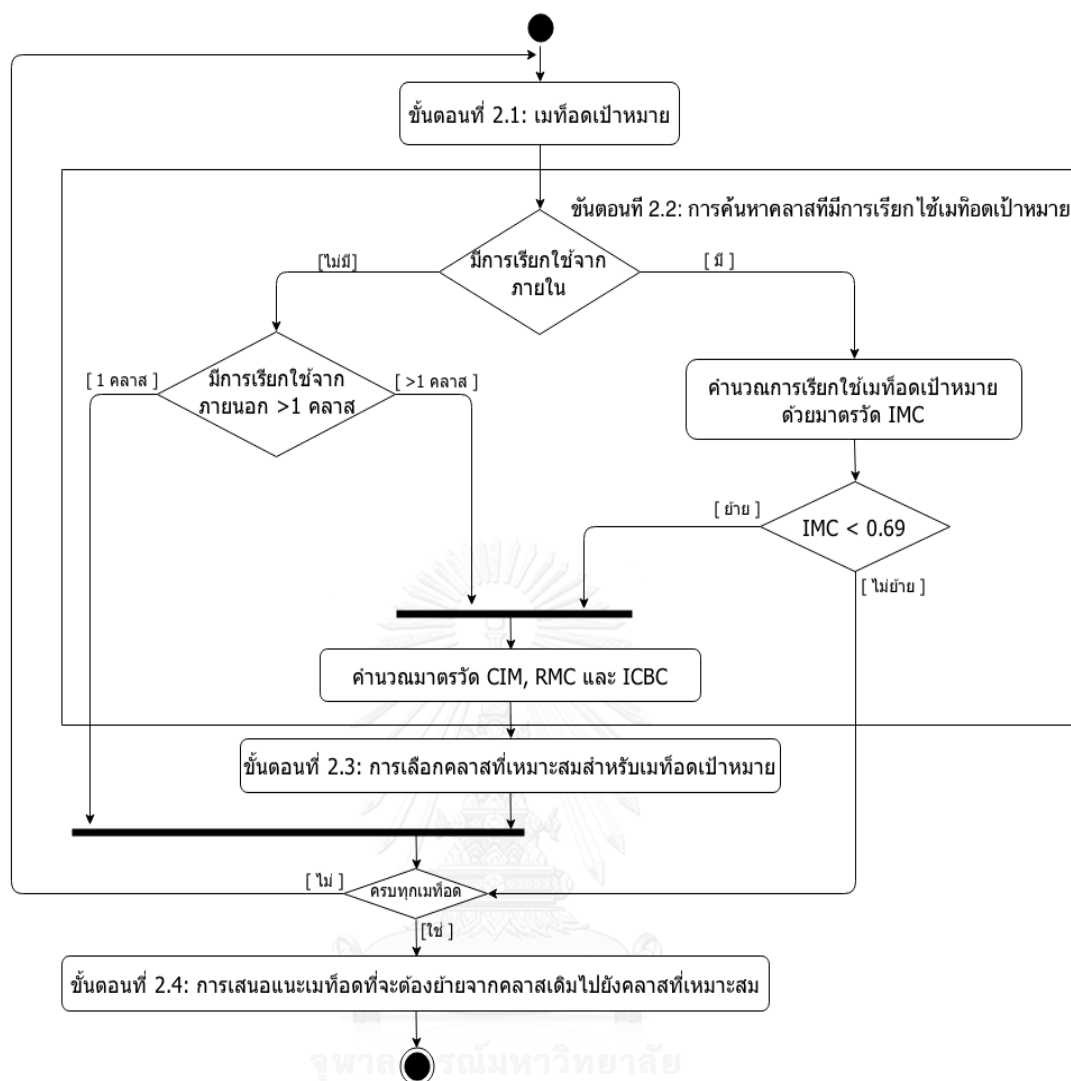 ขั้นตอนที่ 2.1: เมท็อดเป้าหมาย
ขั้นตอนที่ 2.2: การค้นหาคลาสที่มีการเรียกใช้เมท็อดเป้าหมาย
มีการเรียกใช้จาก
ภายใน
[ไม่มี]
[ มี ]
มีการเรียกใช้จาก
ภายนอก >1 คลาส
[ 1 คลาส ]
[ >1 คลาส ]
คำนวณการเรียกใช้เมท็อดเป้าหมาย
ด้วยมาตรวัด IMC
[ ย้าย ]
IMC < 0.69
[ ไม่ย้าย ]
คำนวณมาตรวัด CIM, RMC และ ICBC
ขั้นตอนที่ 2.3: การเลือกคลาสที่เหมาะสมสำหรับเมท็อดเป้าหมาย
[ ไม่ ]
ครบทุกเมท็อด
[ใช่ ]
ขั้นตอนที่ 2.4: การเสนอแนะเมท็อดที่จะต้องย้ายจากคลาสเดิมไปยังคลาสที่เหมาะสม